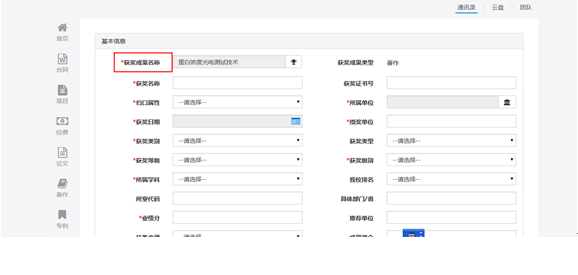 通讯录 云盘 团队
首页
合同
项目
经费
论文
著作
专利
基本信息
*获奖成果名称 蛋白浓度光电测试技术 获奖成果类型 著作
*获奖名称 获奖证书号
*归口属性 --请选择-- *所属单位
*获奖日期 *授奖单位
*获奖类别 --请选择-- 获奖类型 --请选择--
*获奖等级 --请选择-- *获奖级别 --请选择--
*所属学科 --请选择-- 我校排名 --请选择--
所室代码 具体部门/省
*业绩分 推荐单位
--请选择--